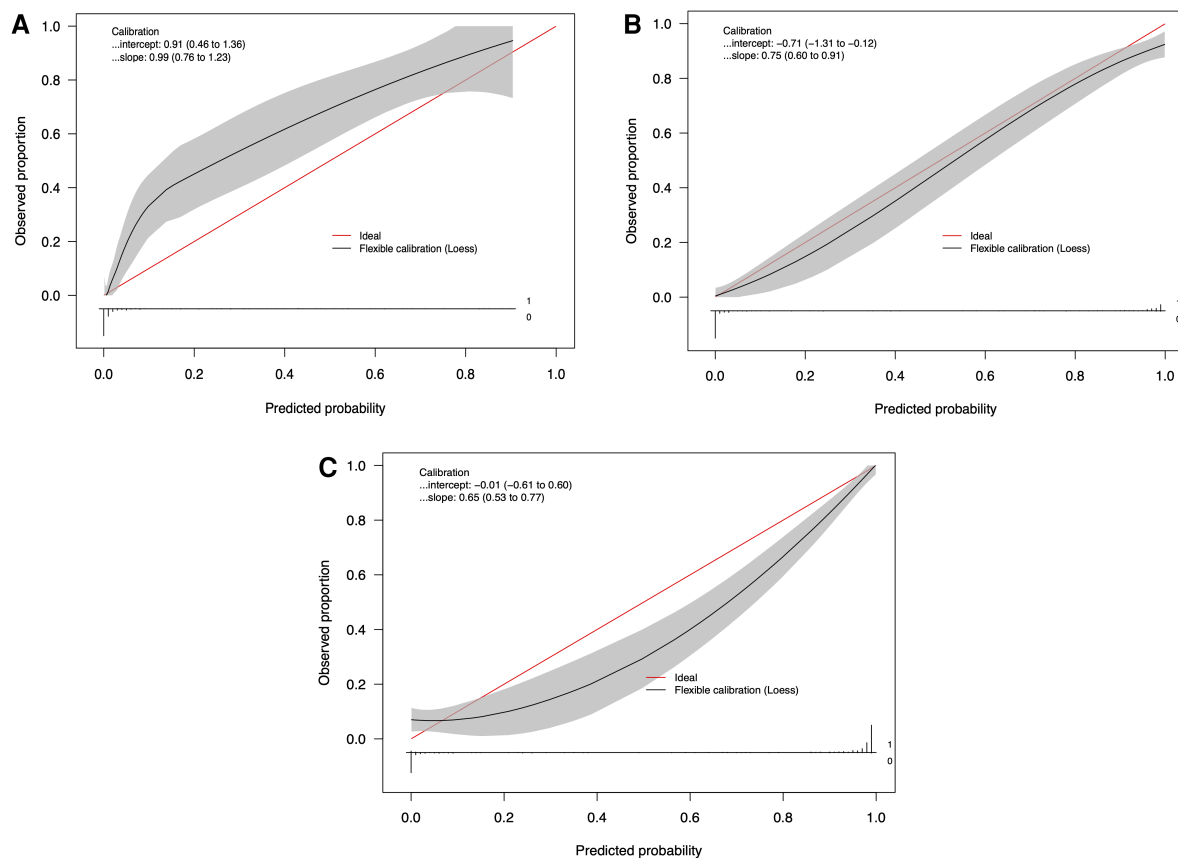 A
Calibration
...intercept: 0.91 (0.46 to 1.36)
...slope: 0.99 (0.76 to 1.23)
1.0
0.8
0.6
0.4
0.2
0.0
Observed proportion
Ideal
Flexible calibration (Loess)
1
0
0.0 0.2 0.4 0.6 0.8 1.0
Predicted probability
B
Calibration
...intercept: −0.71 (−1.31 to −0.12)
...slope: 0.75 (0.60 to 0.91)
1.0
0.8
0.6
0.4
0.2
0.0
Observed proportion
Ideal
Flexible calibration (Loess)
0.0 0.2 0.4 0.6 0.8 1.0
Predicted probability
C
Calibration
...intercept: −0.01 (−0.61 to 0.60)
...slope: 0.65 (0.53 to 0.77)
1.0
0.8
0.6
0.4
0.2
0.0
Observed proportion
Ideal
Flexible calibration (Loess)
1
0
0.0 0.2 0.4 0.6 0.8 1.0
Predicted probability